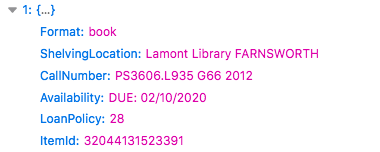 1: {…}
Format: book
ShelvingLocation: Lamont Library FARNSWORTH
CallNumber: PS3606.L935 G66 2012
Availability: DUE: 02/10/2020
LoanPolicy: 28
ItemId: 32044131523391